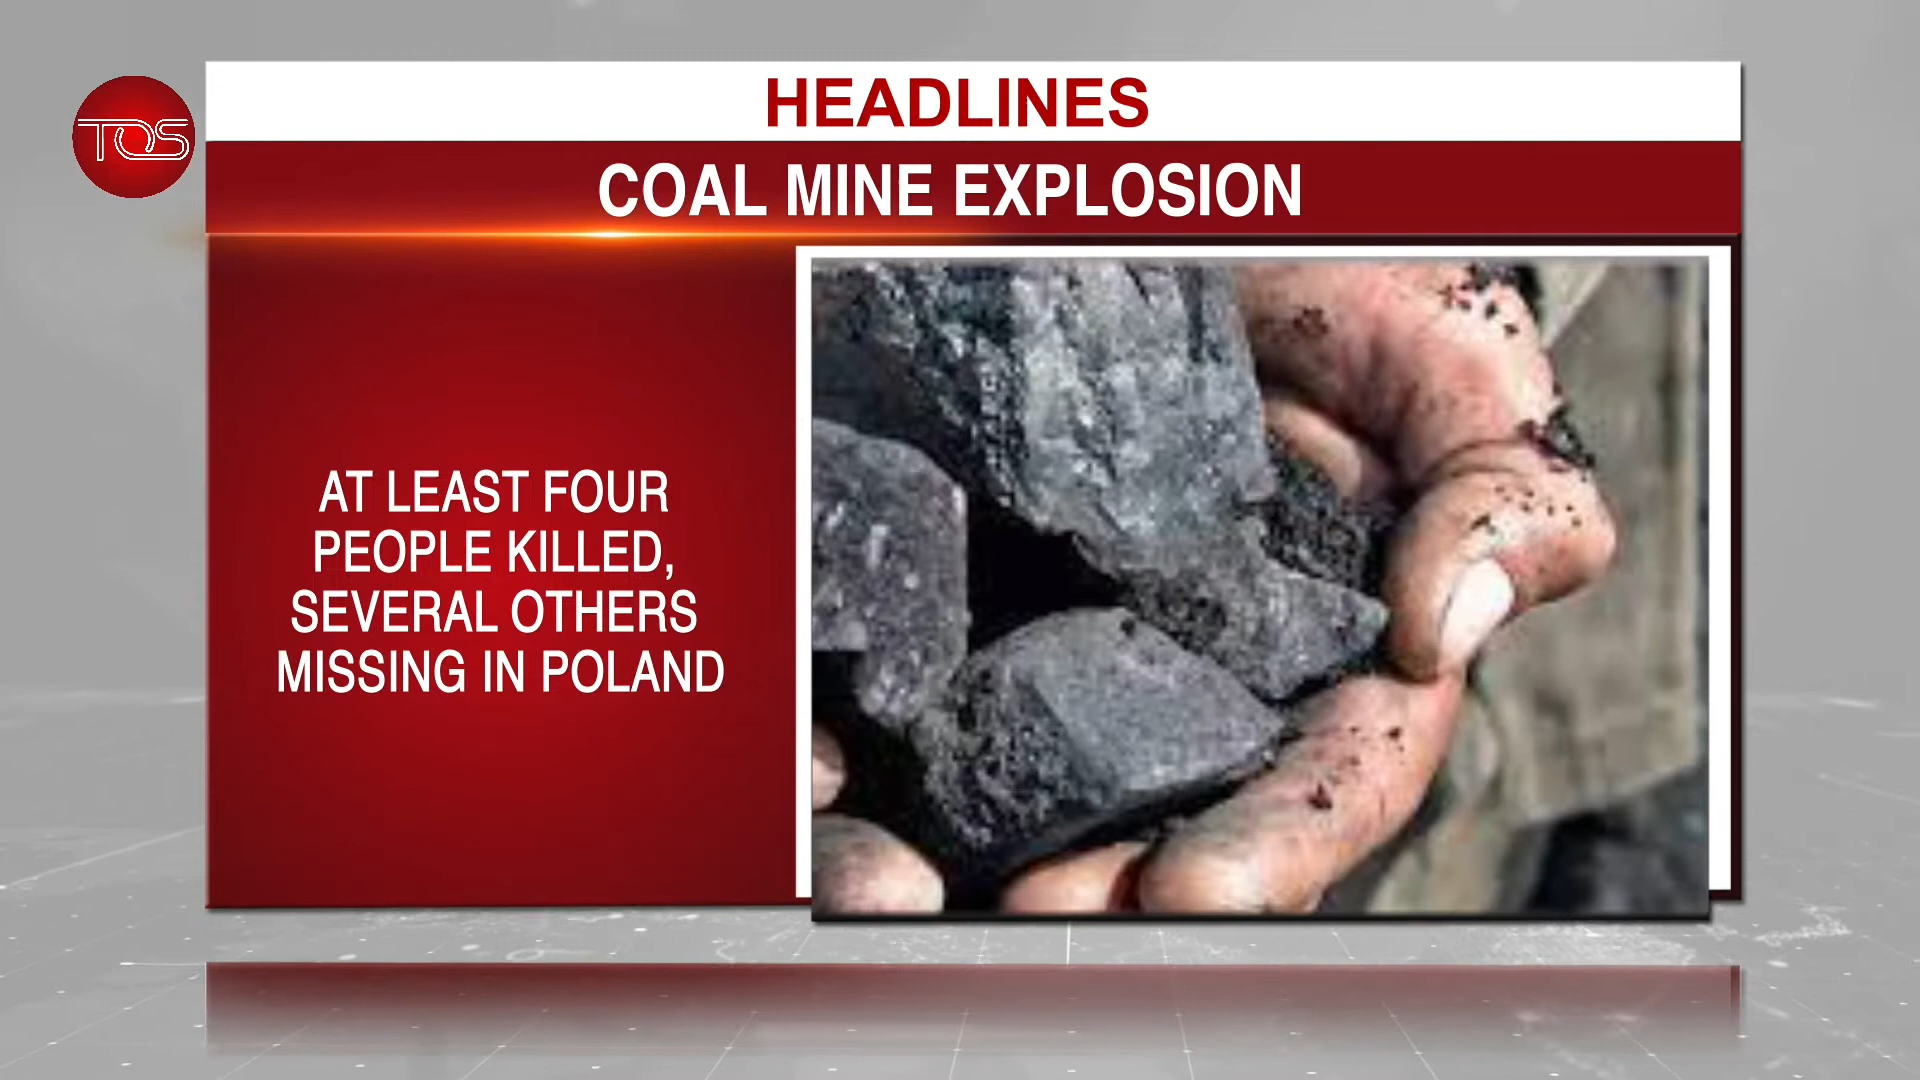 TOS
HEADLINES
COAL MINE EXPLOSION
AT LEAST FOUR
PEOPLE KILLED,
SEVERAL OTHERS
MISSING IN POLAND